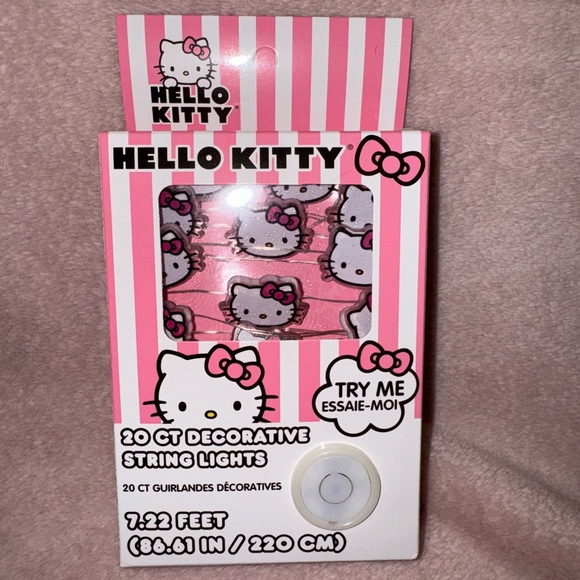 HELLO
KITTY®
HELLO KITTY®
TRY ME
ESSAIE-MOI
20 CT DECORATIVE
STRING LIGHTS
20 CT GUIRLANDES DÉCORATIVES
7.22 FEET
(86.61 IN / 220 CM)